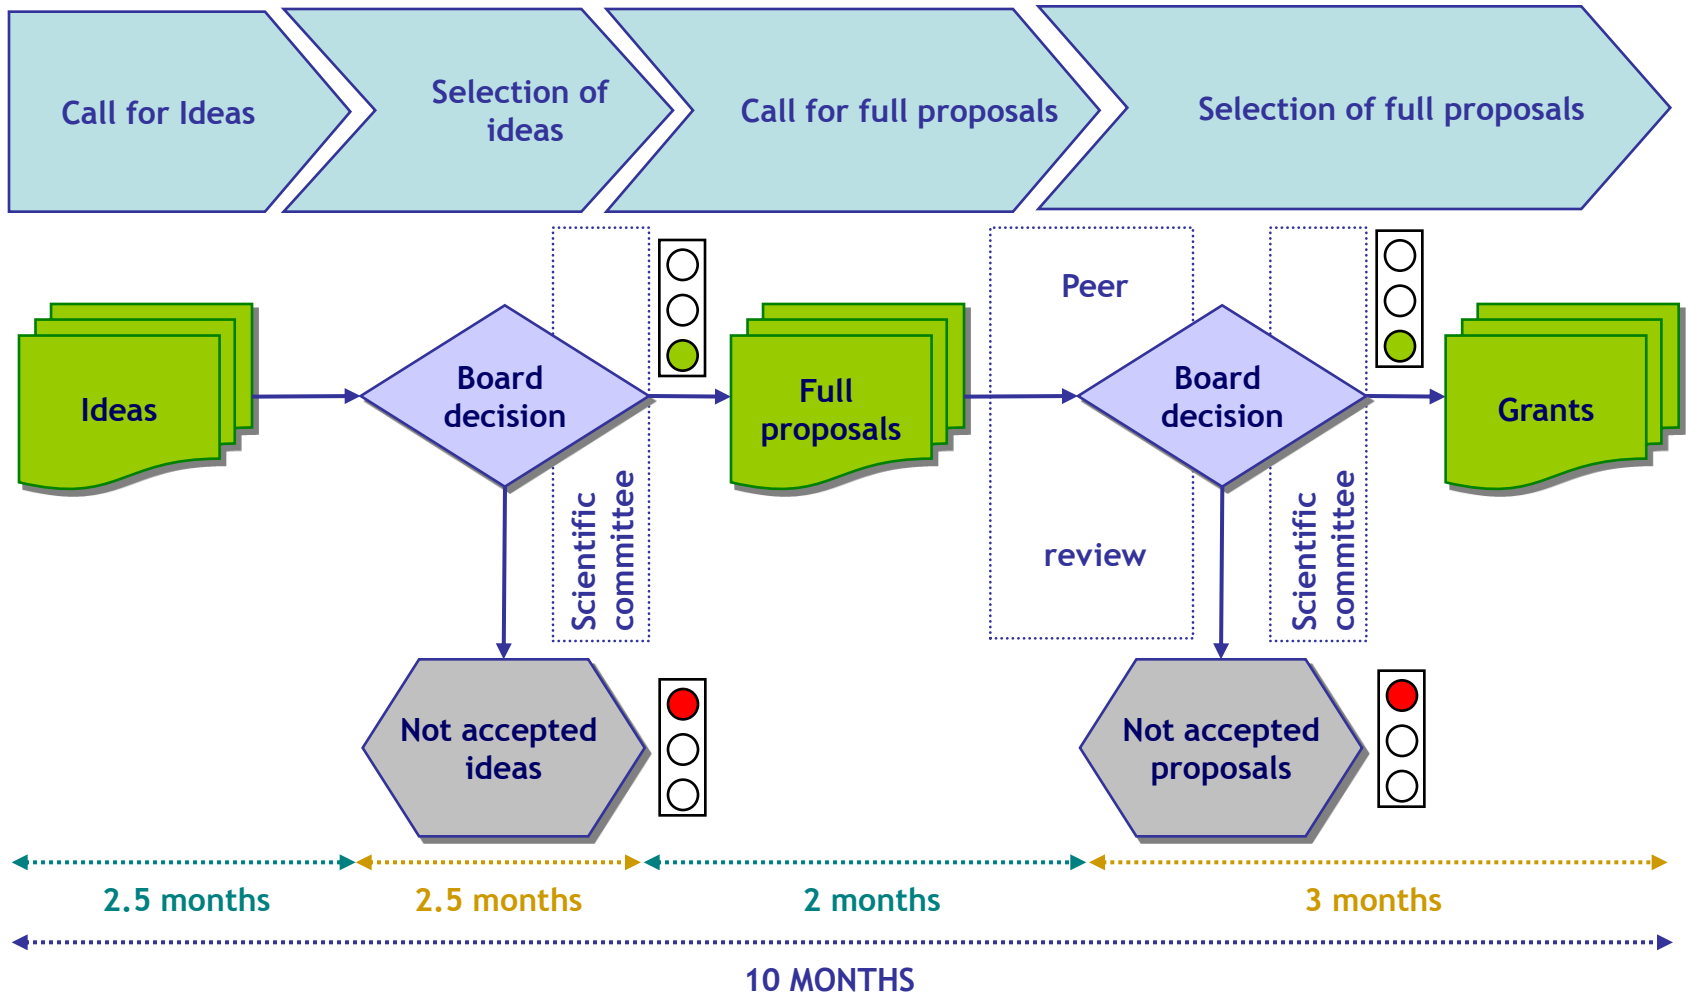 Call for Ideas
Selection of
ideas
Call for full proposals
Selection of full proposals
Peer
Ideas
Board
decision
Full
proposals
Board
decision
Grants
Scientific
committee
review
Scientific
committee
Not accepted
ideas
Not accepted
proposals
2.5 months
2.5 months
2 months
3 months
10 MONTHS